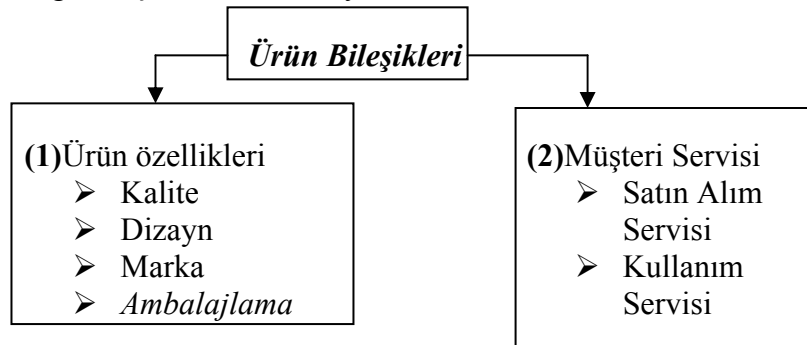 Ürün Bileşikleri
(1)Ürün özellikleri
➢ Kalite
➢ Dizayn
➢ Marka
➢ Ambalajlama
(2)Müşteri Servisi
➢ Satın Alım
Servisi
➢ Kullanım
Servisi